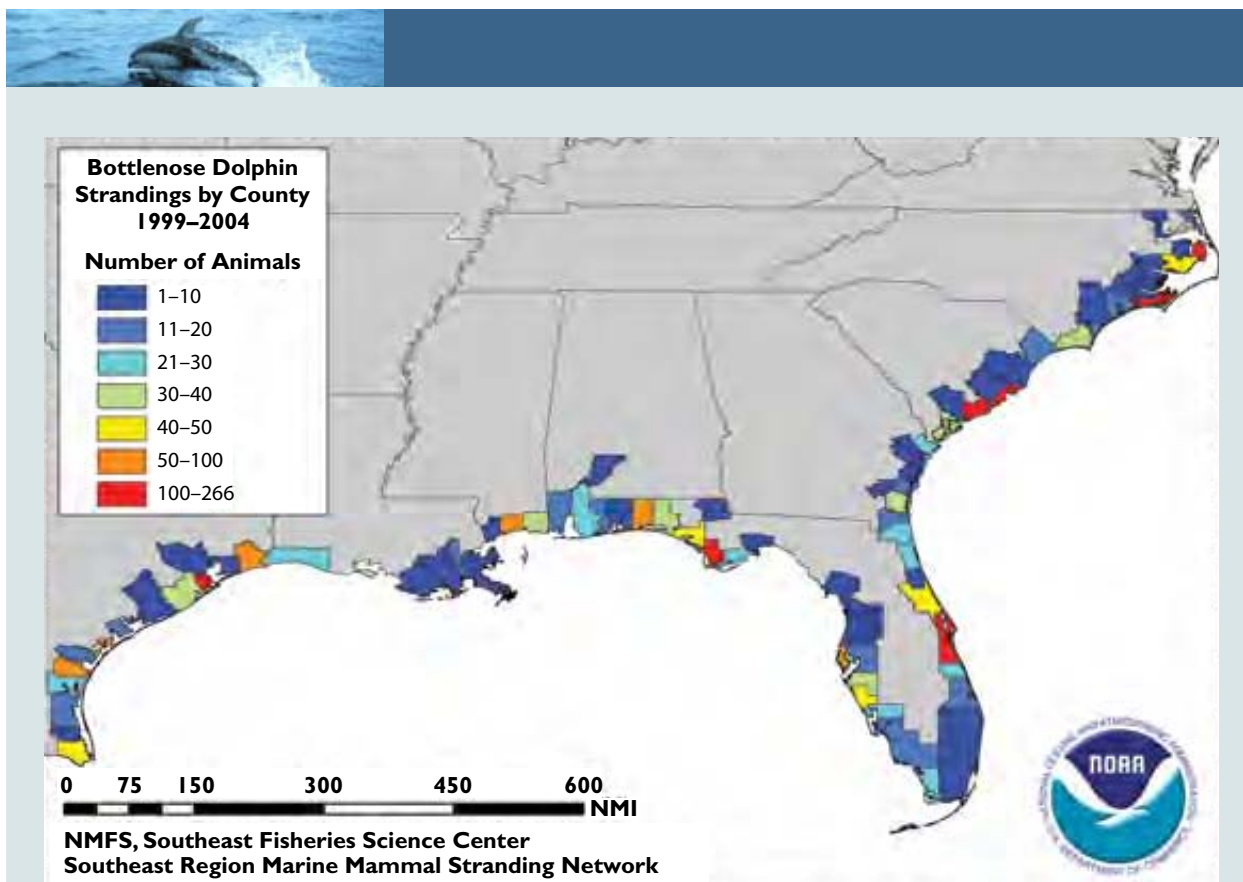 Bottlenose Dolphin
Strandings by County
1999–2004
Number of Animals
1–10
11–20
21–30
30–40
40–50
50–100
100–266
0 75 150 300 450 600
NMI
NMFS, Southeast Fisheries Science Center
Southeast Region Marine Mammal Stranding Network
NOAA